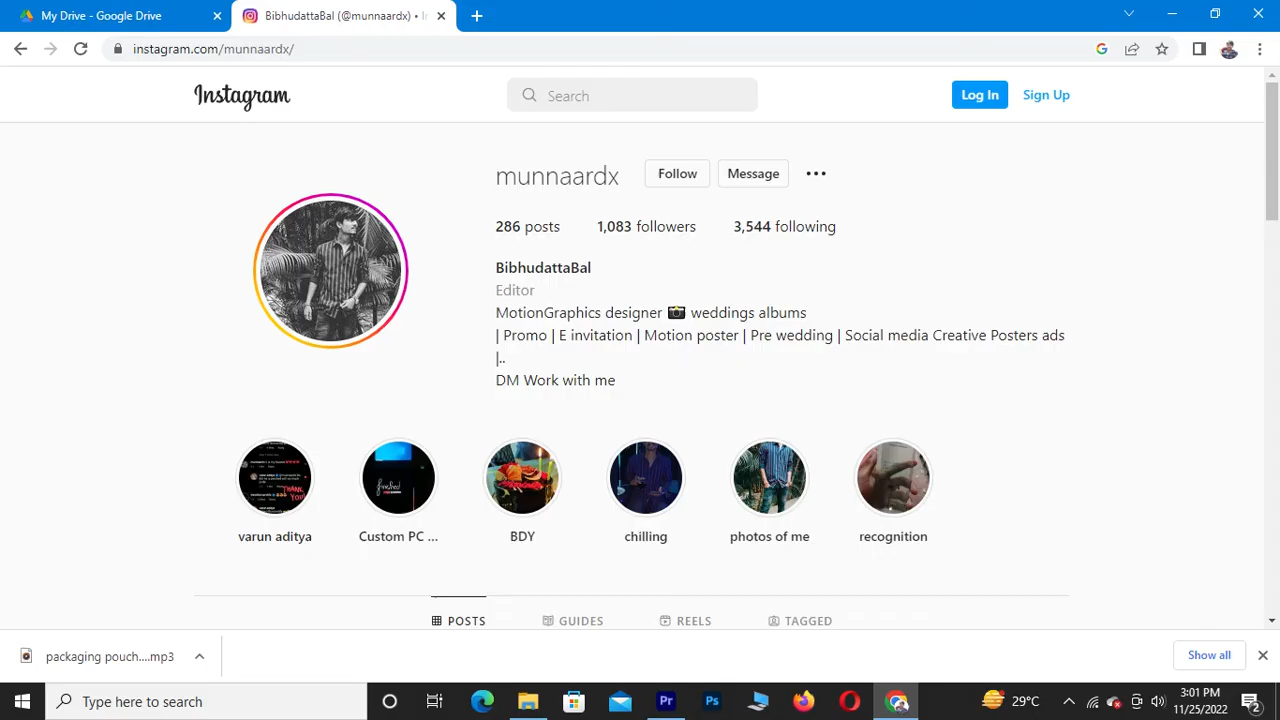 My Drive - Google Drive
BibhudattaBal (@munnaardx) • I
instagram.com/munnaardx/
Instagram
Search
Log In
Sign Up
munnaardx
Follow
Message
286 posts
1,083 followers
3,544 following
BibhudattaBal
Editor
MotionGraphics designer 📸 weddings albums
| Promo | E invitation | Motion poster | Pre wedding | Social media Creative Posters ads
|..
DM Work with me
varun aditya
Custom PC ...
BDY
chilling
photos of me
recognition
POSTS
GUIDES
REELS
TAGGED
packaging pouch....mp3
Show all
Type here to search
Pr
Ps
29°C
3:01 PM
11/25/2022
2